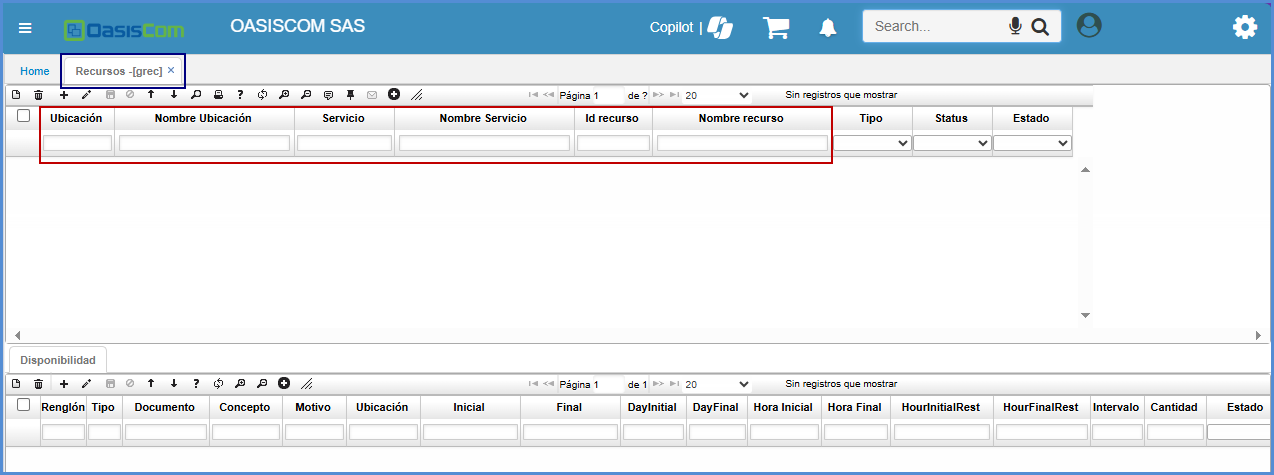 OasisCom OASISCOM SAS Copilot | Search...
Home Recursos -[grec] ×
Página 1 de ? 20 Sin registros que mostrar
Ubicación Nombre Ubicación Servicio Nombre Servicio Id recurso Nombre recurso Tipo Status Estado
Disponibilidad
Página 1 de 1 20 Sin registros que mostrar
Renglón Tipo Documento Concepto Motivo Ubicación Inicial Final DayInitial DayFinal Hora Inicial Hora Final HourInitialRest HourFinalRest Intervalo Cantidad Estado